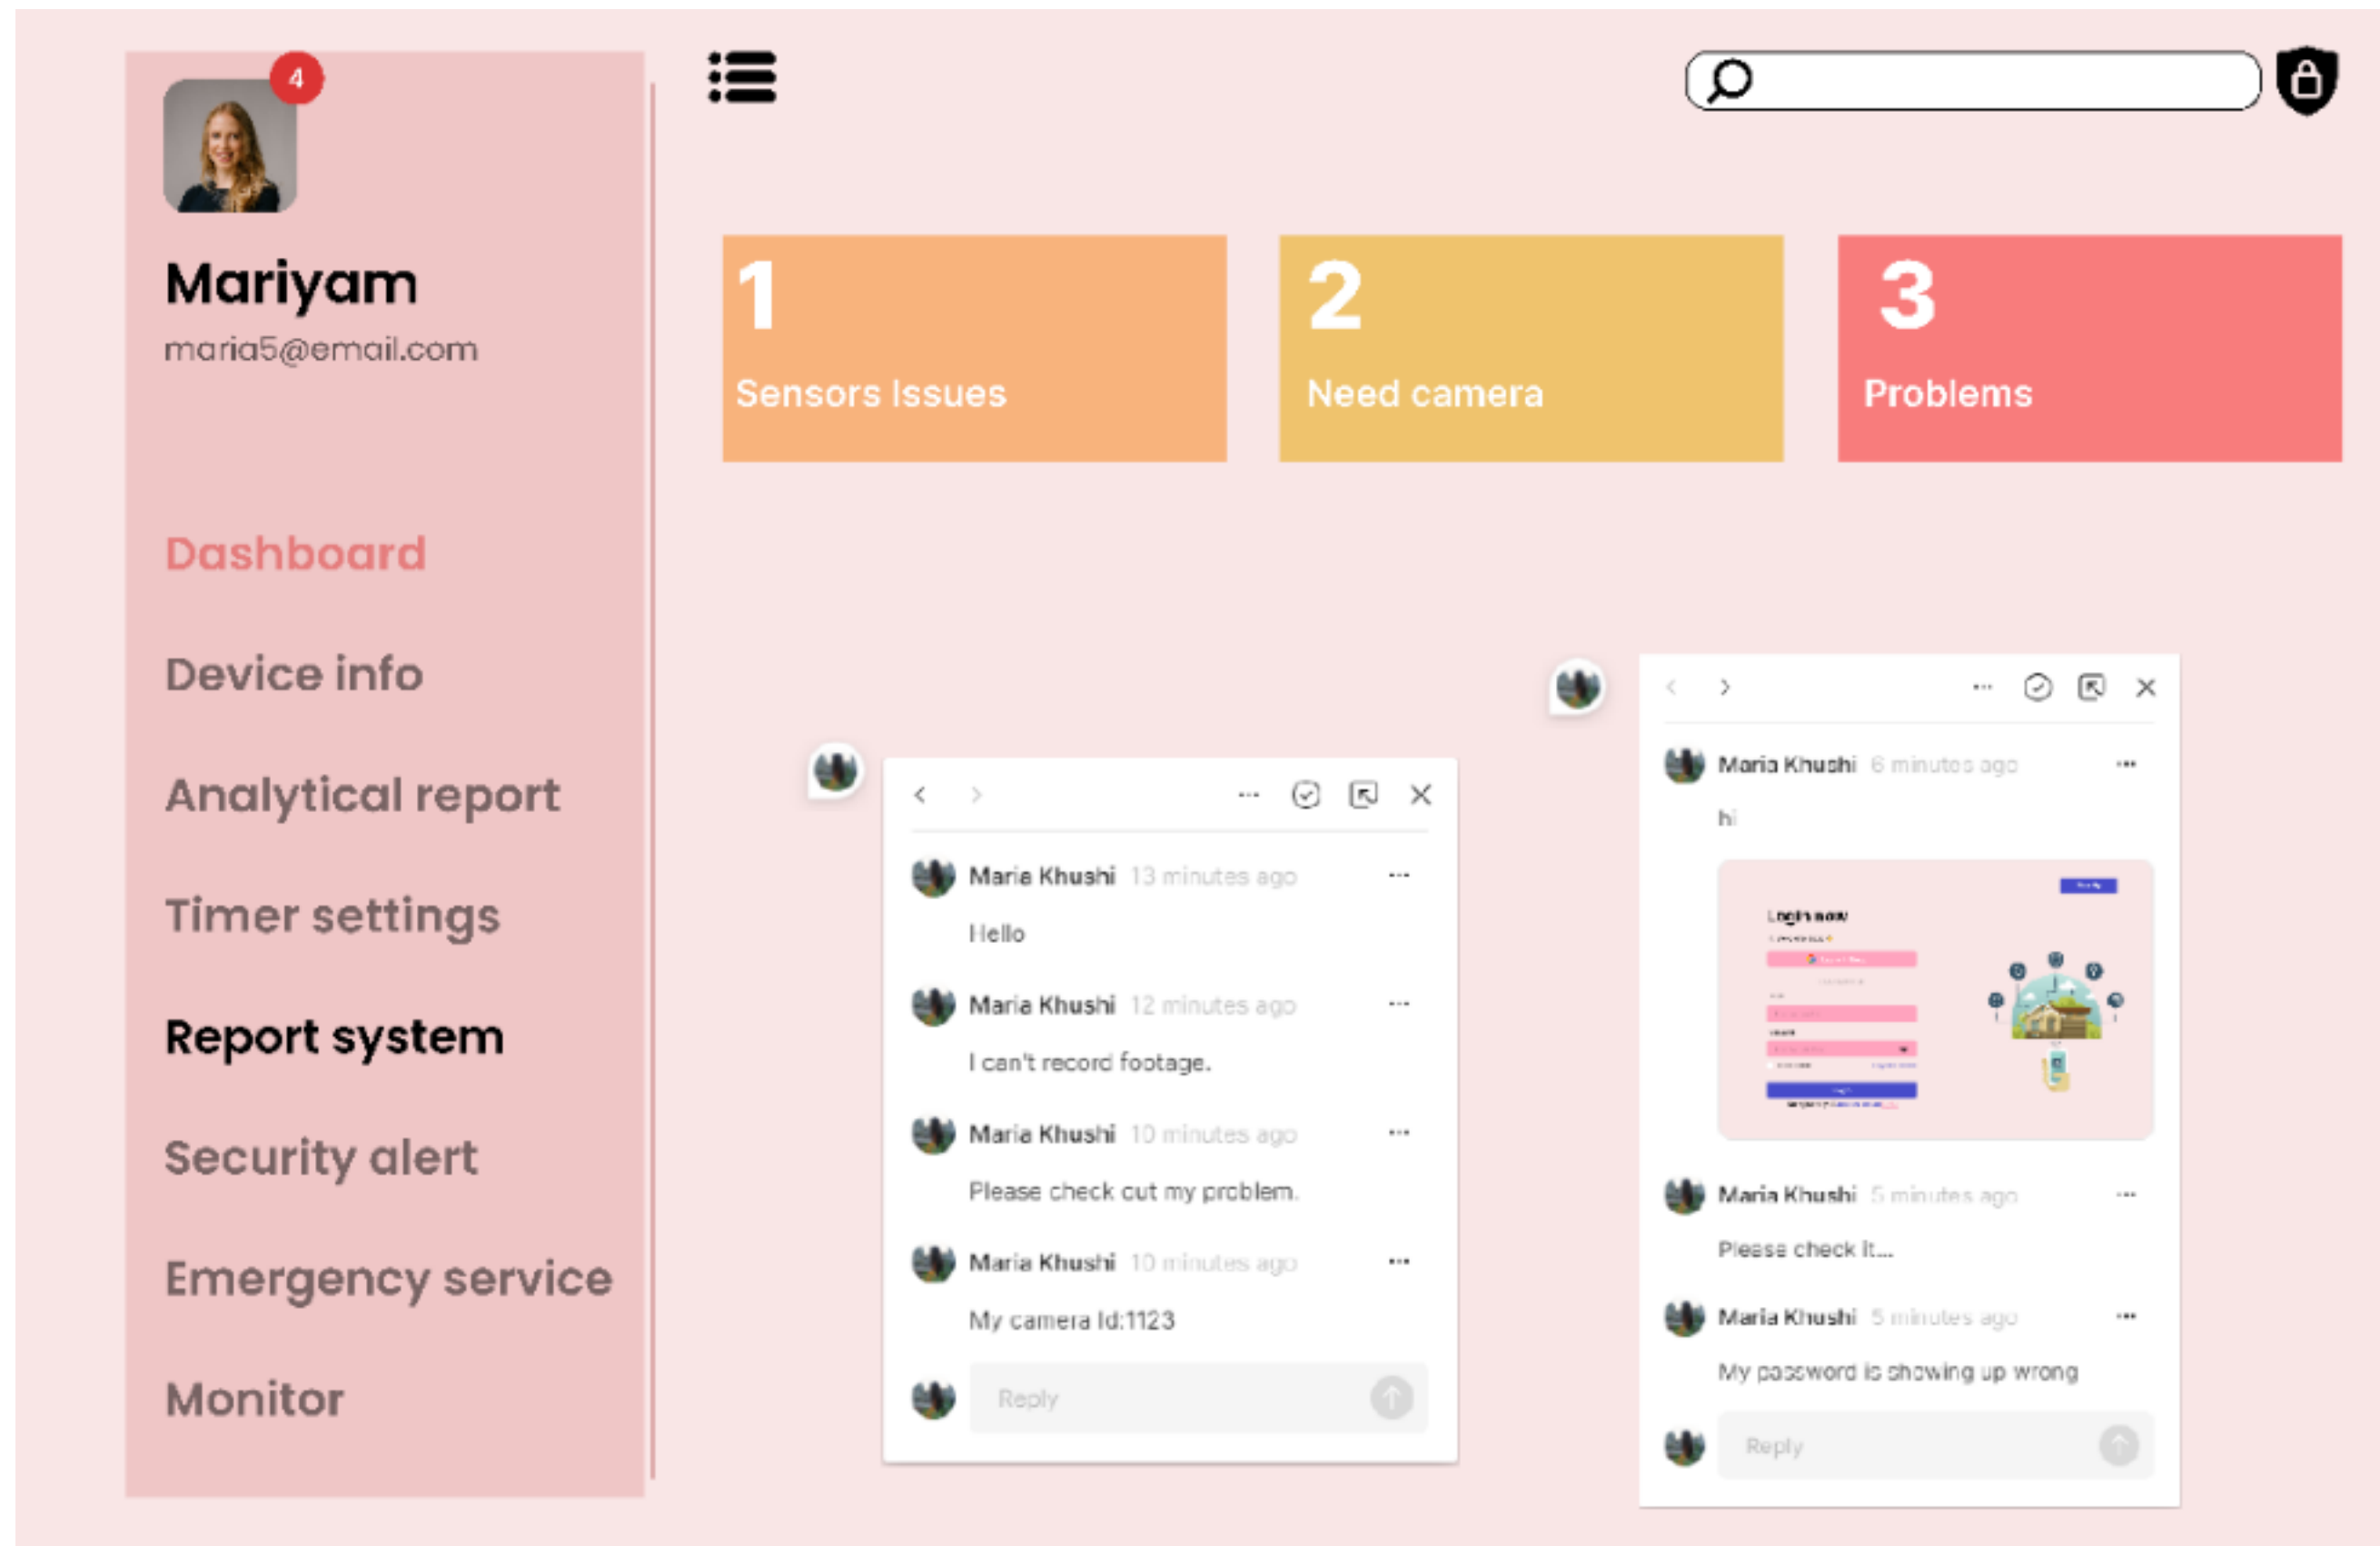 4
Mariyam
maria5@email.com
Dashboard
Device info
Analytical report
Timer settings
Report system
Security alert
Emergency service
Monitor
1
Sensors Issues
2
Need camera
3
Problems
Maria Khushi 13 minutes ago
Hello
Maria Khushi 12 minutes ago
I can't record footage.
Maria Khushi 10 minutes ago
Please check out my problem.
Maria Khushi 10 minutes ago
My camera Id:1123
Reply
Maria Khushi 6 minutes ago
hi
Login now
Maria Khushi 5 minutes ago
Please check it...
Maria Khushi 5 minutes ago
My password is showing up wrong
Reply